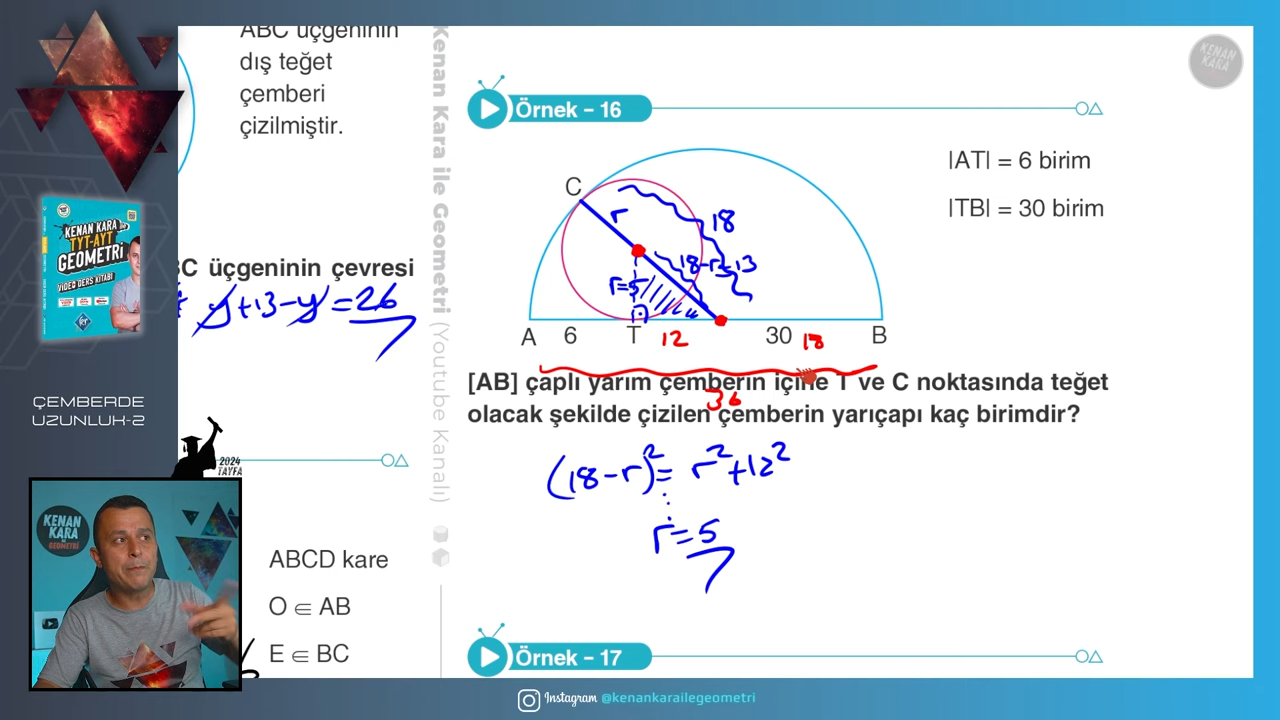 ABC üçgeninin
dış teğet
çemberi
çizilmiştir.
BC üçgeninin çevresi
y+13-y=26
KENAN KARA
TYT-AYT
GEOMETRİ
VİDEO DERS KİTABI
ÇEMBERDE
UZUNLUK-2
2024
TAYFA
KENAN
KARA
GEOMETRİ
ABCD kare
O ∈ AB
E ∈ BC
Kenan Kara ile Geometri (Youtube Kanalı)
KENAN
KARA
Örnek – 16
|AT| = 6 birim
|TB| = 30 birim
C
r
18
18-r=13
r=5
A 6 T 12 30 18 B
36
[AB] çaplı yarım çemberin içine T ve C noktasında teğet
olacak şekilde çizilen çemberin yarıçapı kaç birimdir?
(18-r)²= r²+12²
r=5
Örnek – 17
Instagram @kenankarailegeometri